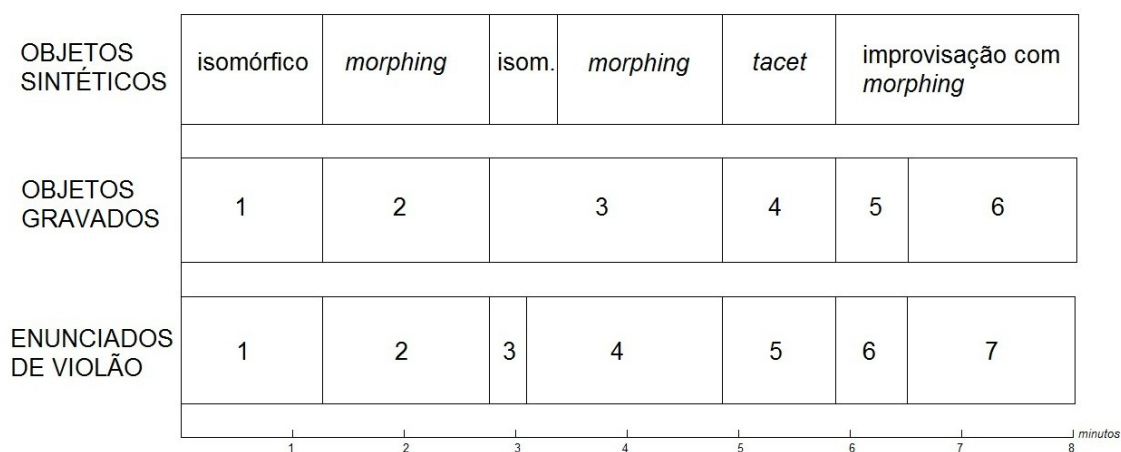 OBJETOS
SINTÉTICOS
isomórfico
morphing
isom.
morphing
tacet
improvisação com
morphing
OBJETOS
GRAVADOS
1
2
3
4
5
6
ENUNCIADOS
DE VIOLÃO
1
2
3
4
5
6
7
1
2
3
4
5
6
7
8
minutos